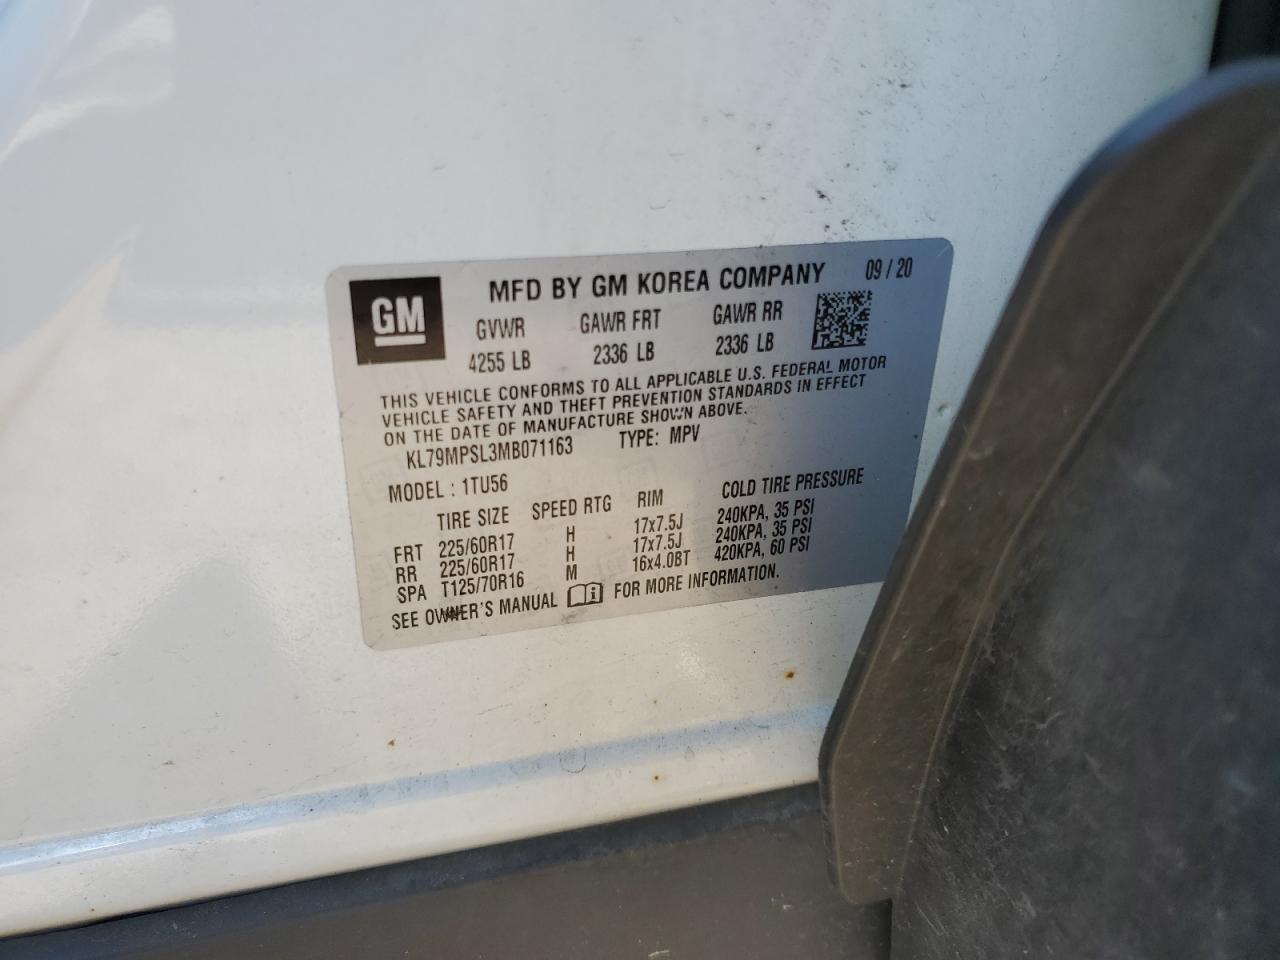 GM
MFD BY GM KOREA COMPANY 09 / 20
GVWR GAWR FRT GAWR RR
4255 LB 2336 LB 2336 LB
THIS VEHICLE CONFORMS TO ALL APPLICABLE U.S. FEDERAL MOTOR
VEHICLE SAFETY AND THEFT PREVENTION STANDARDS IN EFFECT
ON THE DATE OF MANUFACTURE SHOWN ABOVE.
KL79MPSL3MB071163 TYPE: MPV
MODEL : 1TU56
TIRE SIZE SPEED RTG RIM COLD TIRE PRESSURE
FRT 225/60R17 H 17x7.5J 240KPA, 35 PSI
RR 225/60R17 H 17x7.5J 240KPA, 35 PSI
SPA T125/70R16 M 16x4.0BT 420KPA, 60 PSI
SEE OWNER'S MANUAL FOR MORE INFORMATION.